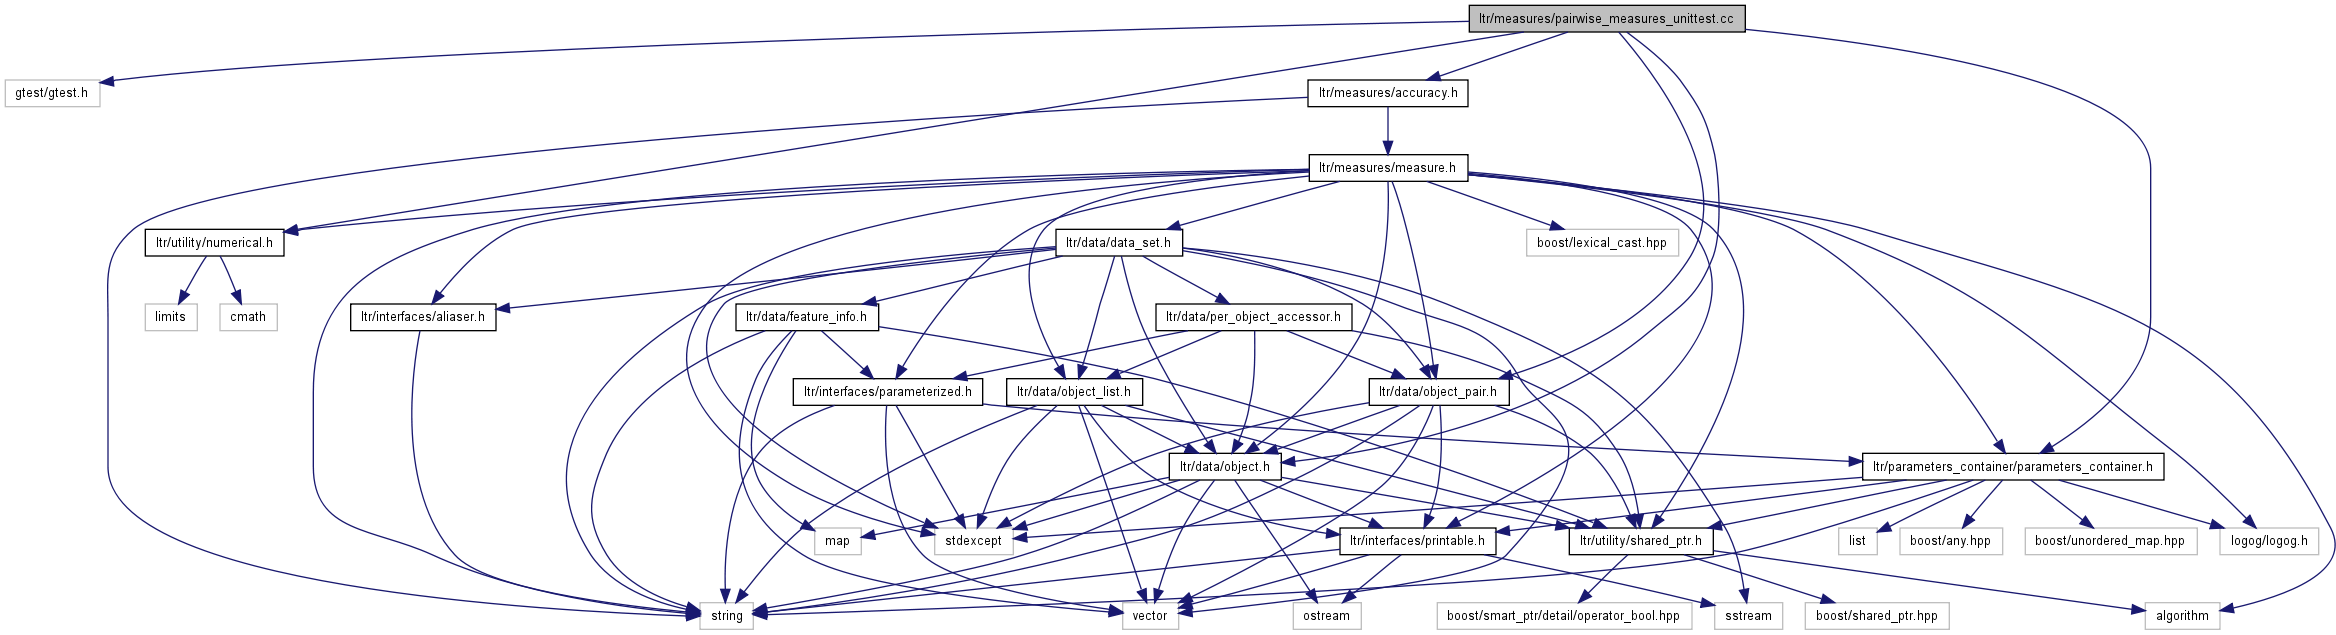 ltr/measures/pairwise_measures_unittest.cc
gtest/gtest.h
ltr/measures/accuracy.h
ltr/measures/measure.h
ltr/utility/numerical.h
ltr/data/data_set.h
boost/lexical_cast.hpp
limits
cmath
ltr/interfaces/aliaser.h
ltr/data/feature_info.h
ltr/data/per_object_accessor.h
ltr/interfaces/parameterized.h
ltr/data/object_list.h
ltr/data/object_pair.h
ltr/data/object.h
ltr/parameters_container/parameters_container.h
map
stdexcept
ltr/interfaces/printable.h
ltr/utility/shared_ptr.h
list
boost/any.hpp
boost/unordered_map.hpp
logog/logog.h
string
vector
ostream
boost/smart_ptr/detail/operator_bool.hpp
sstream
boost/shared_ptr.hpp
algorithm